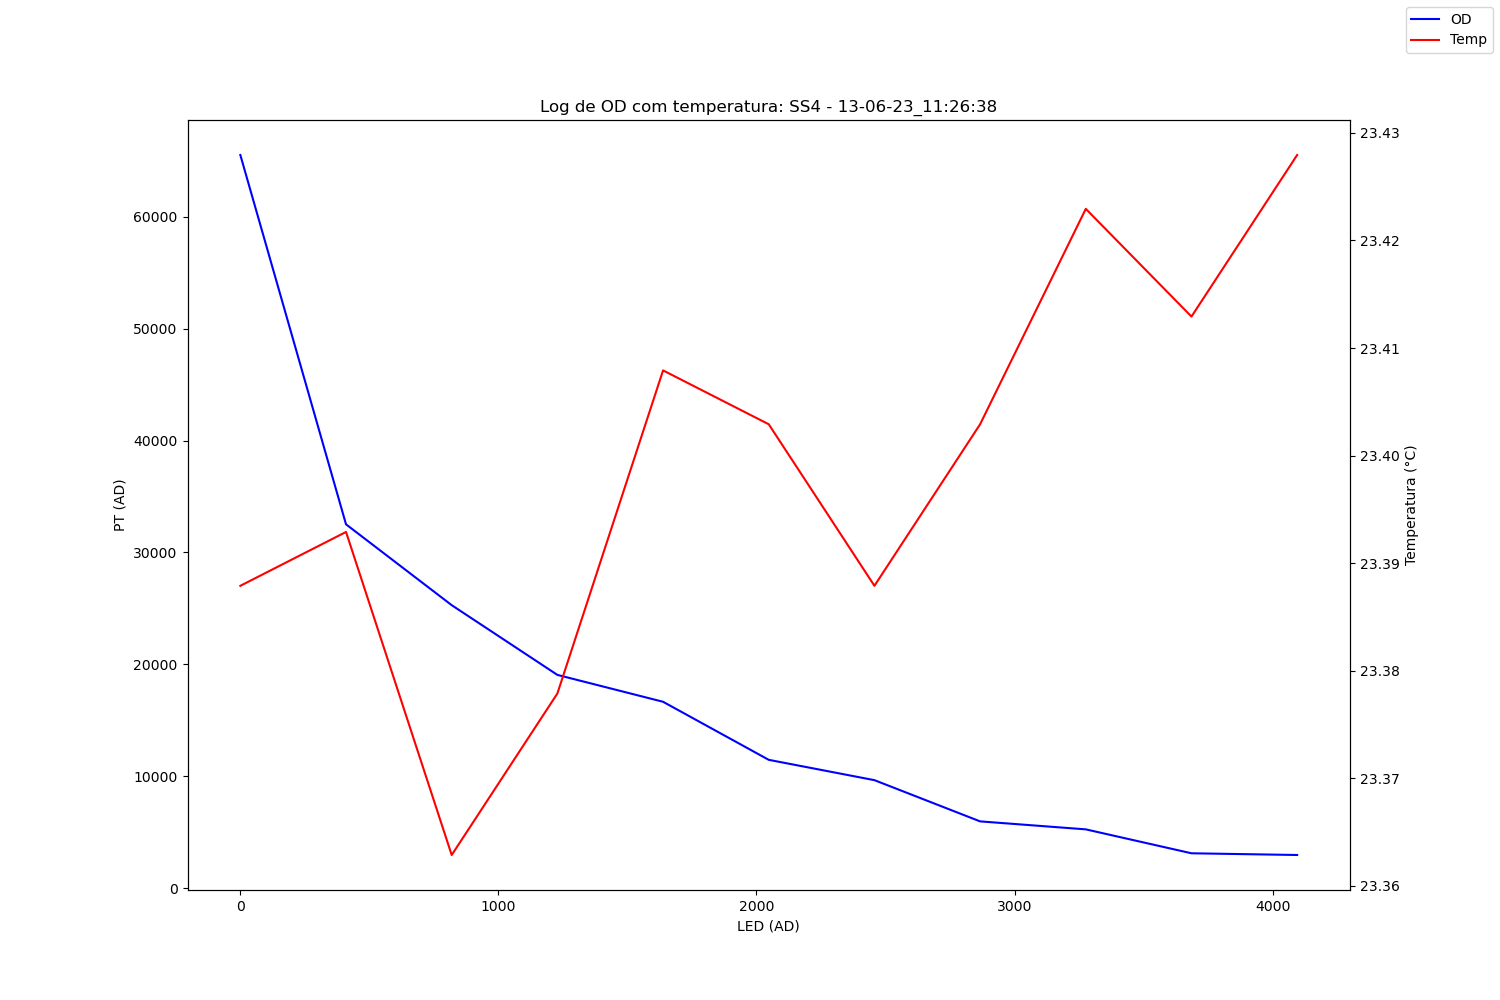 OD
Temp
Log de OD com temperatura: SS4 - 13-06-23_11:26:38
PT (AD)
60000
50000
40000
30000
20000
10000
0
0 1000 2000 3000 4000
LED (AD)
23.43
23.42
23.41
23.40
23.39
23.38
23.37
23.36
Temperatura (°C)